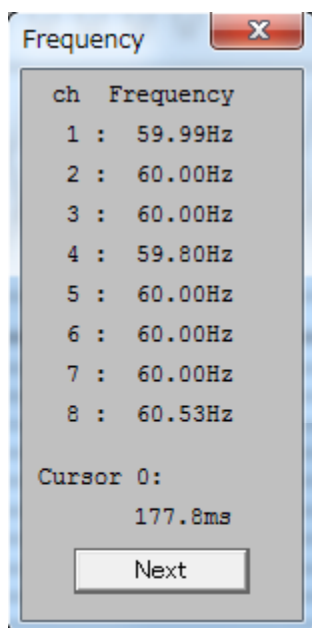 Frequency
ch Frequency
1 : 59.99Hz
2 : 60.00Hz
3 : 60.00Hz
4 : 59.80Hz
5 : 60.00Hz
6 : 60.00Hz
7 : 60.00Hz
8 : 60.53Hz
Cursor 0:
177.8ms
Next